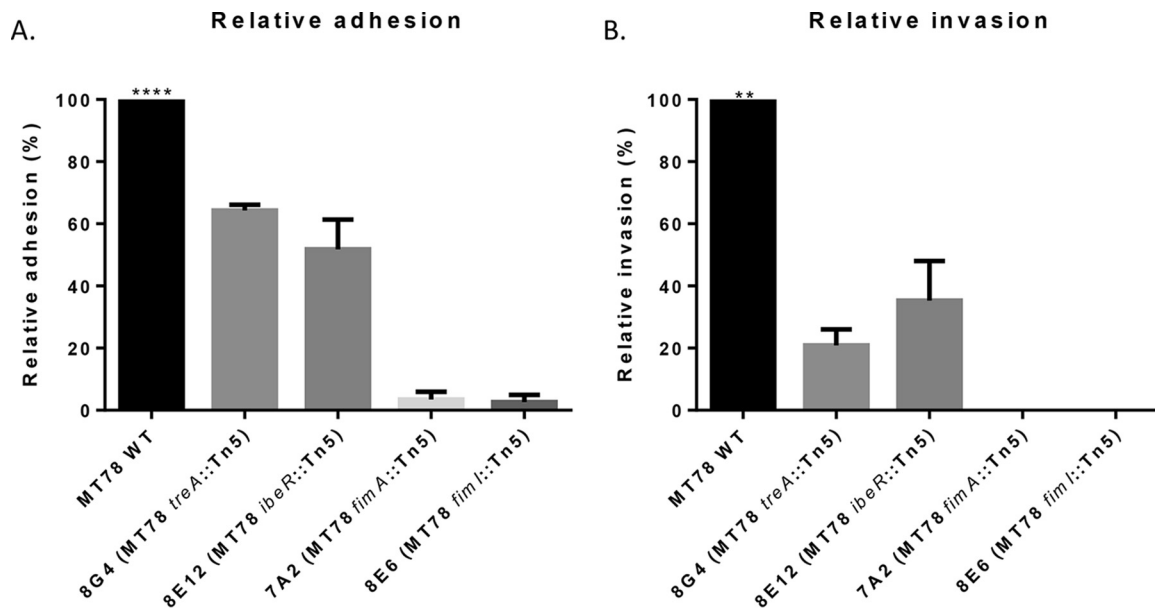 A.
Relative adhesion
Relative adhesion (%)
****
100
80
60
40
20
0
MT78 WT
8G4 (MT78 treA::Tn5)
8E12 (MT78 ibeR::Tn5)
7A2 (MT78 fimA::Tn5)
8E6 (MT78 fimI::Tn5)
B.
Relative invasion
Relative invasion (%)
**
100
80
60
40
20
0
MT78 WT
8G4 (MT78 treA::Tn5)
8E12 (MT78 ibeR::Tn5)
7A2 (MT78 fimA::Tn5)
8E6 (MT78 fimI::Tn5)